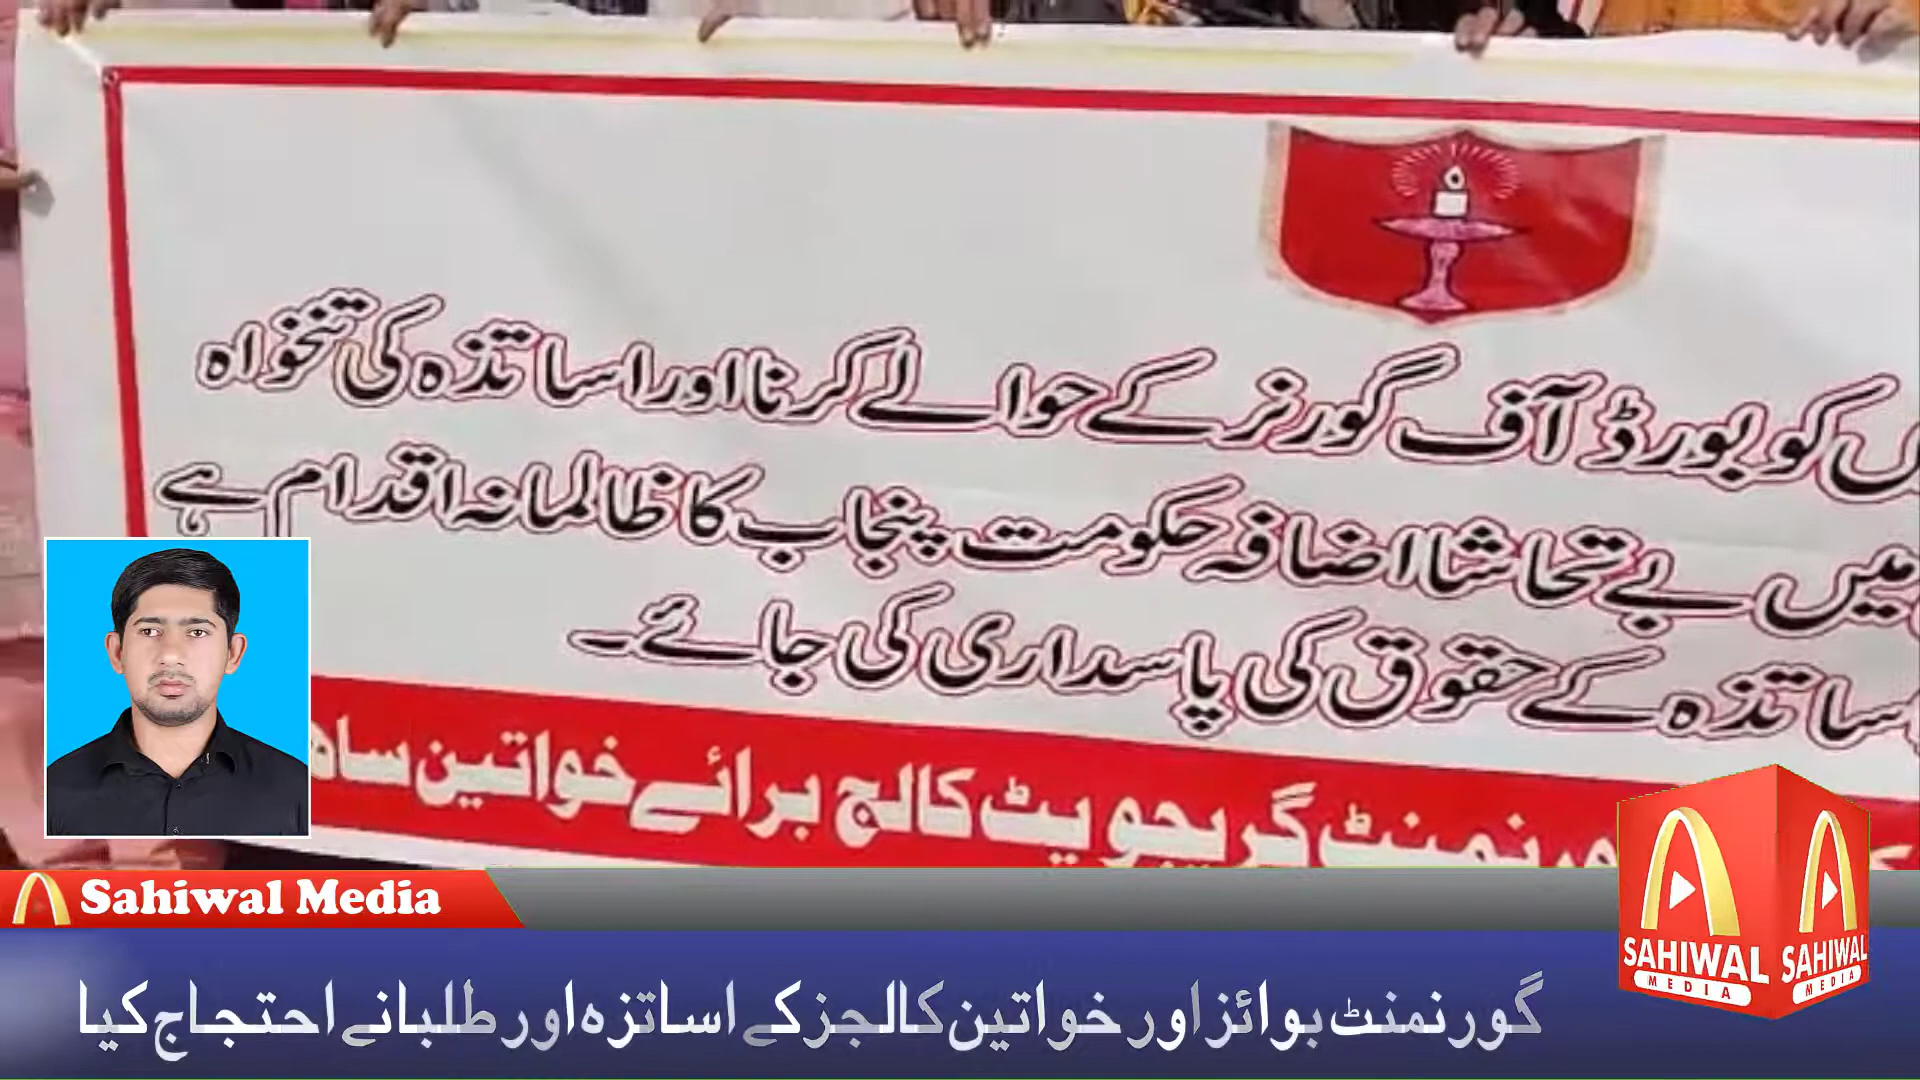 کو بورڈ آف گورنر کے حوالے کرنا اور اساتذہ کی تنخواہ
میں بے تحاشا اضافہ حکومت پنجاب کا ظالمانہ اقدام ہے
اساتذہ کے حقوق کی پاسداری کی جائے۔
گورنمنٹ گریجویٹ کالج برائے خواتین
Sahiwal Media
SAHIWAL
MEDIA
SAHIWAL
MEDIA
گورنمنٹ بوائز اور خواتین کالجز کے اساتزہ اور طلبا نے احتجاج کیا